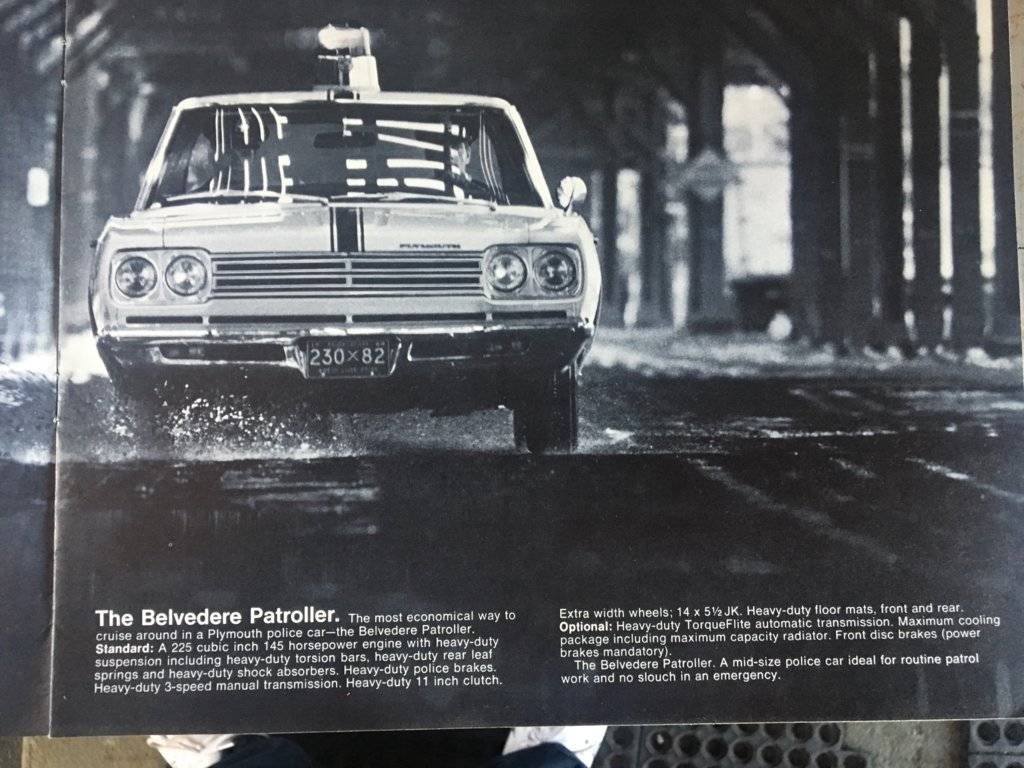 PLYMOUTH
230×82
The Belvedere Patroller. The most economical way to
cruise around in a Plymouth police car—the Belvedere Patroller.
Standard: A 225 cubic inch 145 horsepower engine with heavy-duty
suspension including heavy-duty torsion bars, heavy-duty rear leaf
springs and heavy-duty shock absorbers. Heavy-duty police brakes.
Heavy-duty 3-speed manual transmission. Heavy-duty 11 inch clutch.
Extra width wheels; 14 x 5½JK. Heavy-duty floor mats, front and rear.
Optional: Heavy-duty TorqueFlite automatic transmission. Maximum cooling
package including maximum capacity radiator. Front disc brakes (power
brakes mandatory).
The Belvedere Patroller. A mid-size police car ideal for routine patrol
work and no slouch in an emergency.